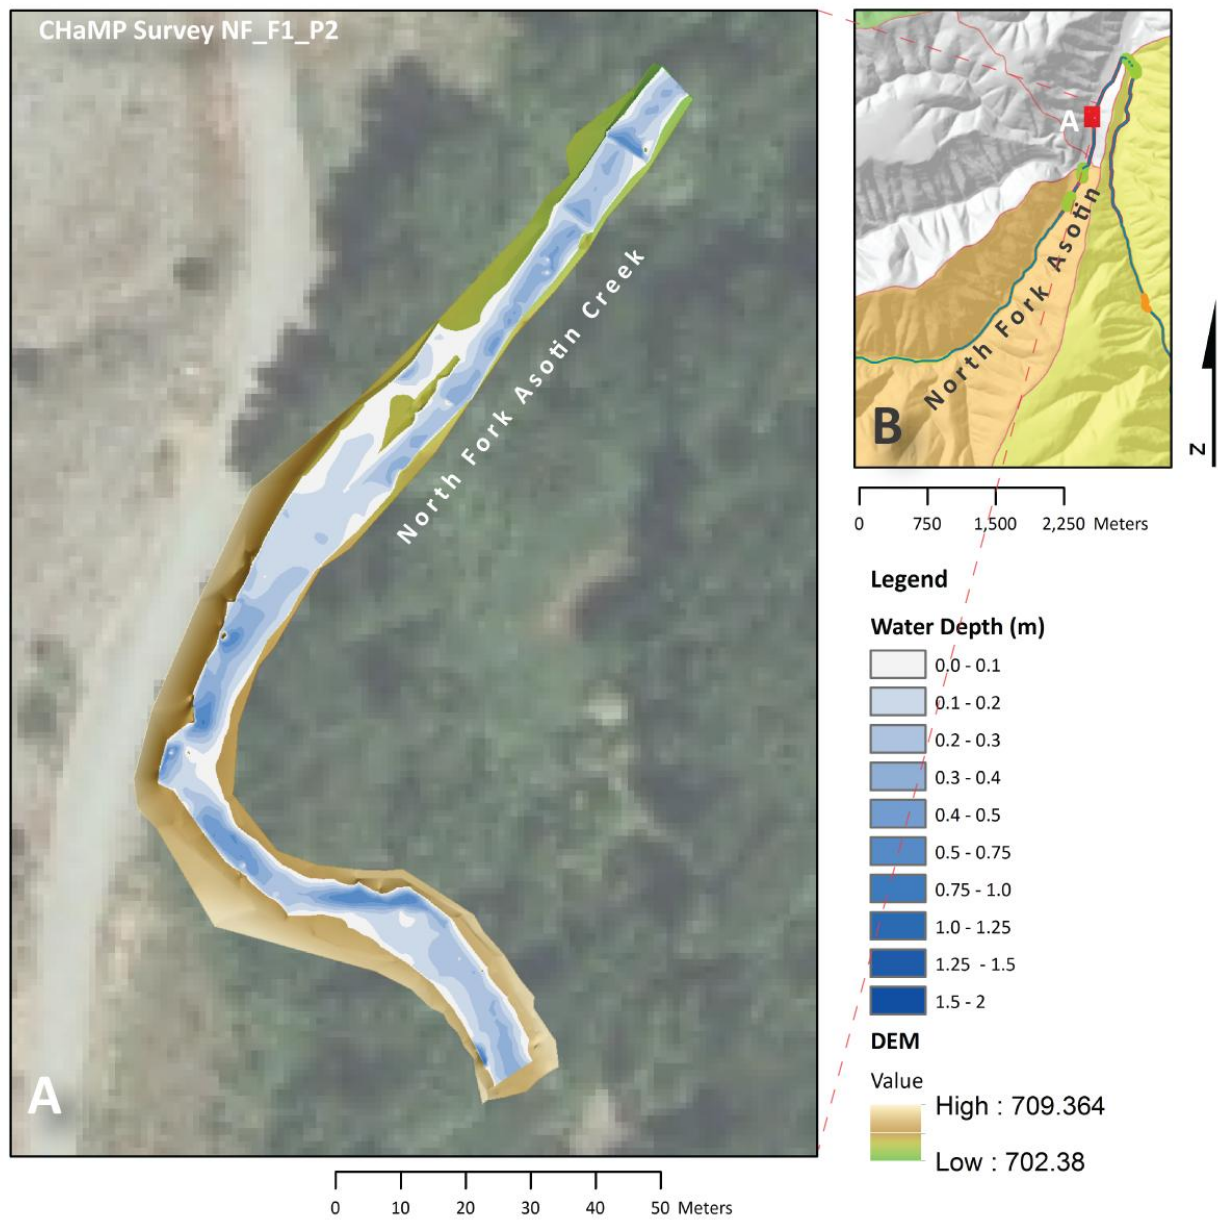 CHaMP Survey NF_F1_P2
North Fork Asotin Creek
A
A
North Fork Asotin
B
N
0 750 1,500 2,250 Meters
Legend
Water Depth (m)
0.0 - 0.1
0.1 - 0.2
0.2 - 0.3
0.3 - 0.4
0.4 - 0.5
0.5 - 0.75
0.75 - 1.0
1.0 - 1.25
1.25 - 1.5
1.5 - 2
DEM
Value
High : 709.364
Low : 702.38
0 10 20 30 40 50 Meters